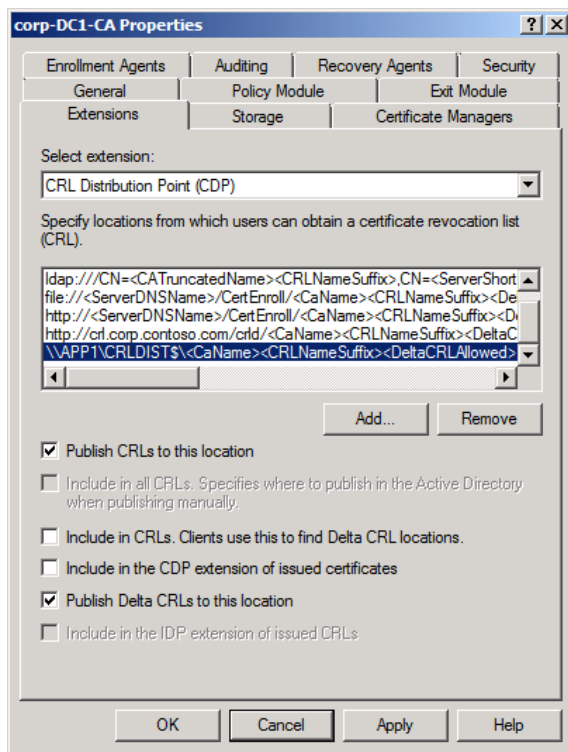 corp-DC1-CA Properties
Enrollment Agents Auditing Recovery Agents Security
General Policy Module Exit Module
Extensions Storage Certificate Managers
Select extension:
CRL Distribution Point (CDP)
Specify locations from which users can obtain a certificate revocation list
(CRL).
ldap:///CN=<CATruncatedName><CRLNameSuffix>,CN=<ServerShort
file://<ServerDNSName>/CertEnroll/<CaName><CRLNameSuffix><De
http://<ServerDNSName>/CertEnroll/<CaName><CRLNameSuffix><D
http://crl.corp.contoso.com/crld/<CaName><CRLNameSuffix><DeltaC
\\APP1\CRLDIST$\<CaName><CRLNameSuffix><DeltaCRLAllowed>
Add... Remove
Publish CRLs to this location
Include in all CRLs. Specifies where to publish in the Active Directory
when publishing manually.
Include in CRLs. Clients use this to find Delta CRL locations.
Include in the CDP extension of issued certificates
Publish Delta CRLs to this location
Include in the IDP extension of issued CRLs
OK Cancel Apply Help